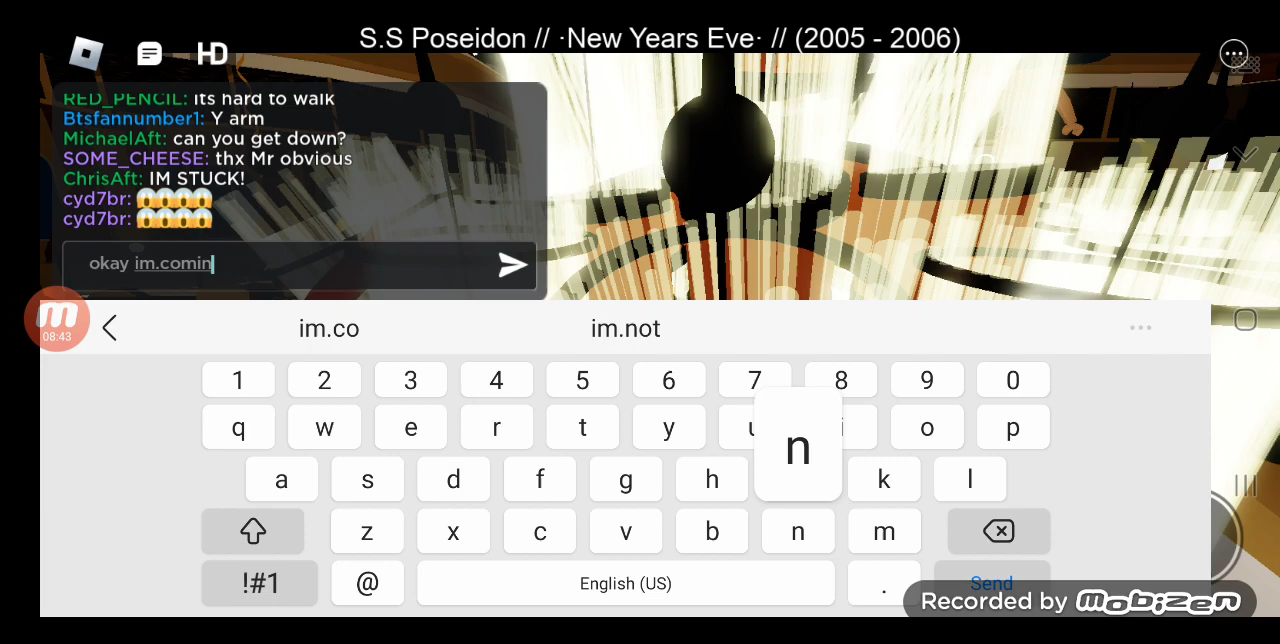 S.S Poseidon // ·New Years Eve· // (2005 - 2006)
HD
RED_PENCIL: Its hard to walk
Btsfannumber1: Y arm
MichaelAft: can you get down?
SOME_CHEESE: thx Mr obvious
ChrisAft: IM STUCK!
cyd7br: 😱😱😱😱
cyd7br: 😱😱😱😱
okay im.comin
08:43
im.co im.not
1 2 3 4 5 6 7 8 9 0
q w e r t y u i o p
a s d f g h n k l
z x c v b n m
!#1 @ English (US) . Send
Recorded by mobizen